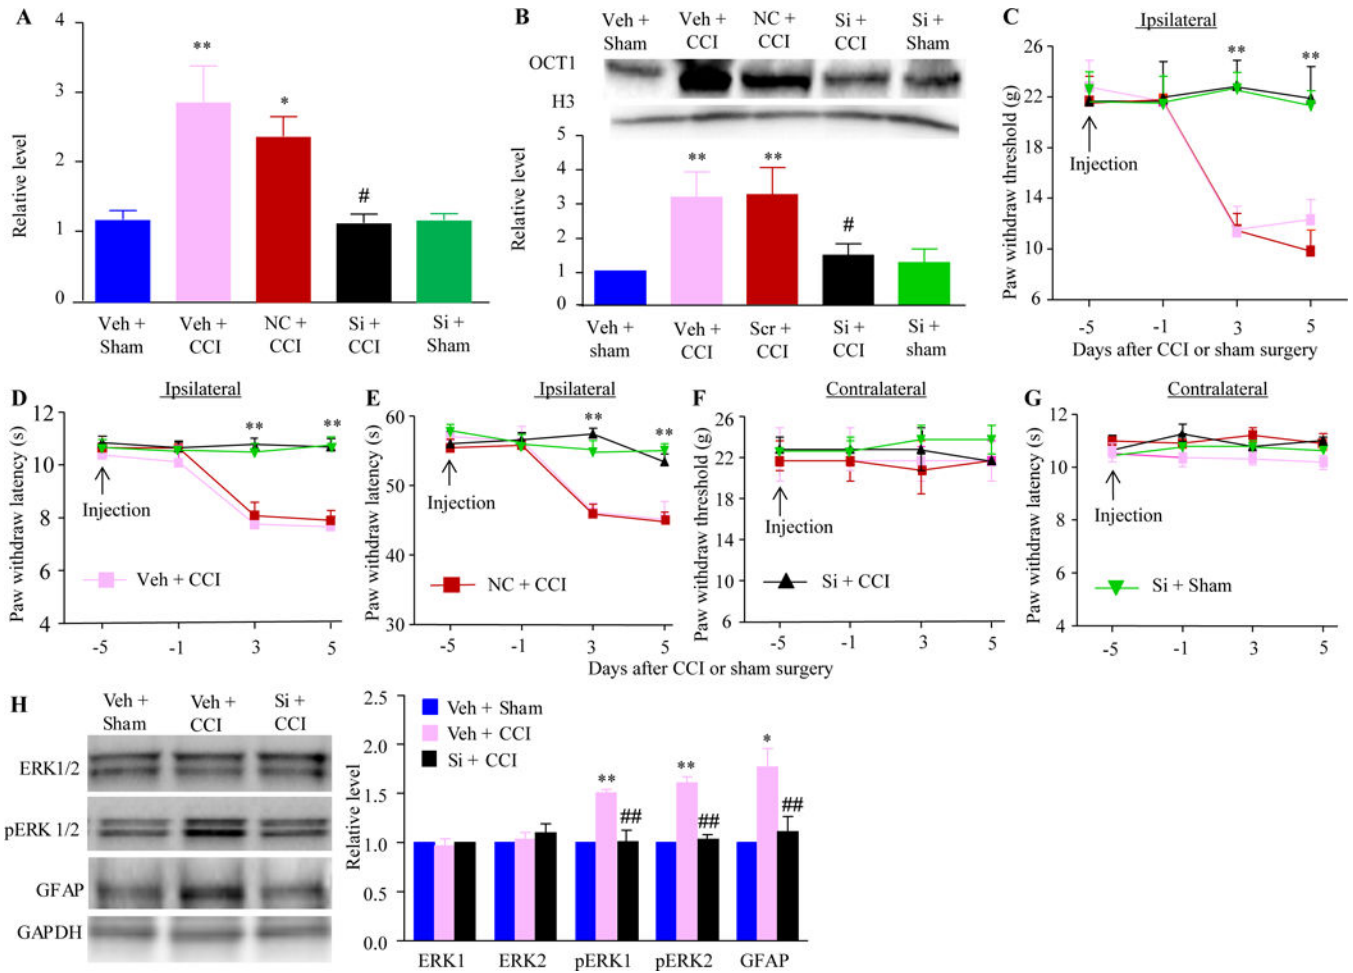 A
Relative level
4
3
2
1
0
**
*
#
Veh +
Sham
Veh +
CCI
NC +
CCI
Si +
CCI
Si +
Sham
B
Veh +
Sham
Veh +
CCI
NC +
CCI
Si +
CCI
Si +
Sham
OCT1
H3
Relative level
5
4
3
2
1
0
**
**
#
Veh +
sham
Veh +
CCI
Scr +
CCI
Si +
CCI
Si +
sham
C
Ipsilateral
Paw withdraw threshold (g)
26
22
18
14
10
6
**
**
Injection
-5
-1
3
5
Days after CCI or sham surgery
D
Ipsilateral
Paw withdraw latency (s)
12
10
8
6
4
**
**
Injection
Veh + CCI
-5
-1
3
5
E
Ipsilateral
Paw withdraw latency (s)
60
50
40
30
**
**
Injection
NC + CCI
-5
-1
3
5
F
Contralateral
Paw withdraw threshold (g)
26
22
18
14
10
6
Injection
Si + CCI
-5
-1
3
5
G
Contralateral
Paw withdraw latency (s)
12
10
8
6
4
Injection
Si + Sham
-5
-1
3
5
Days after CCI or sham surgery
H
Veh +
Sham
Veh +
CCI
Si +
CCI
ERK1/2
pERK 1/2
GFAP
GAPDH
Relative level
2.5
2.0
1.5
1.0
0.5
0.0
Veh + Sham
Veh + CCI
Si + CCI
**
##
**
##
*
##
ERK1
ERK2
pERK1
pERK2
GFAP